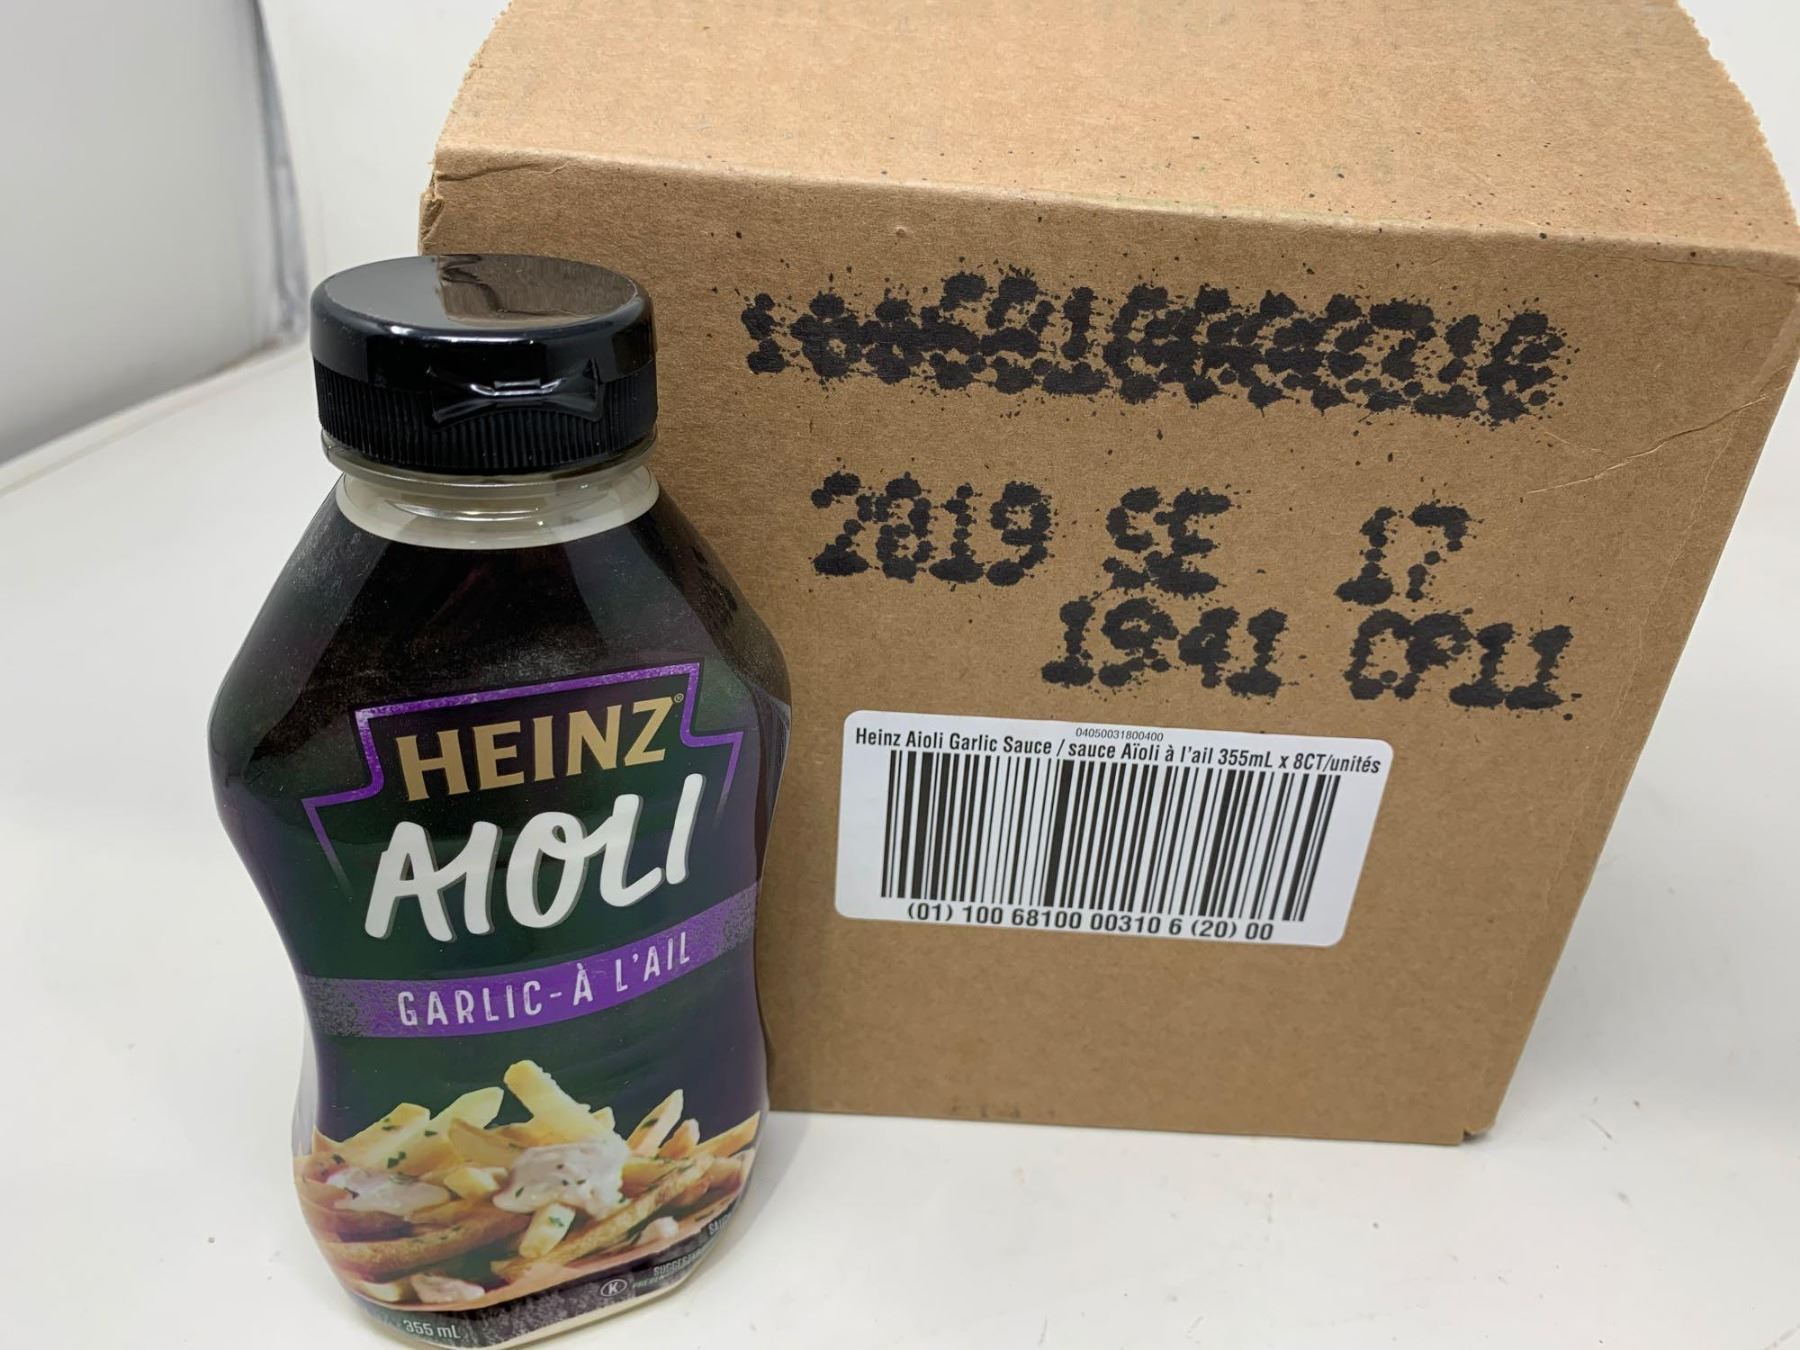 HEINZ®
AIOLI
GARLIC-À L'AIL
K
355 mL
2019 SE 17
1941 CP11
04050031800400
Heinz Aioli Garlic Sauce / sauce Aïoli à l'ail 355mL x 8CT/unités
(01) 100 68100 00310 6 (20) 00